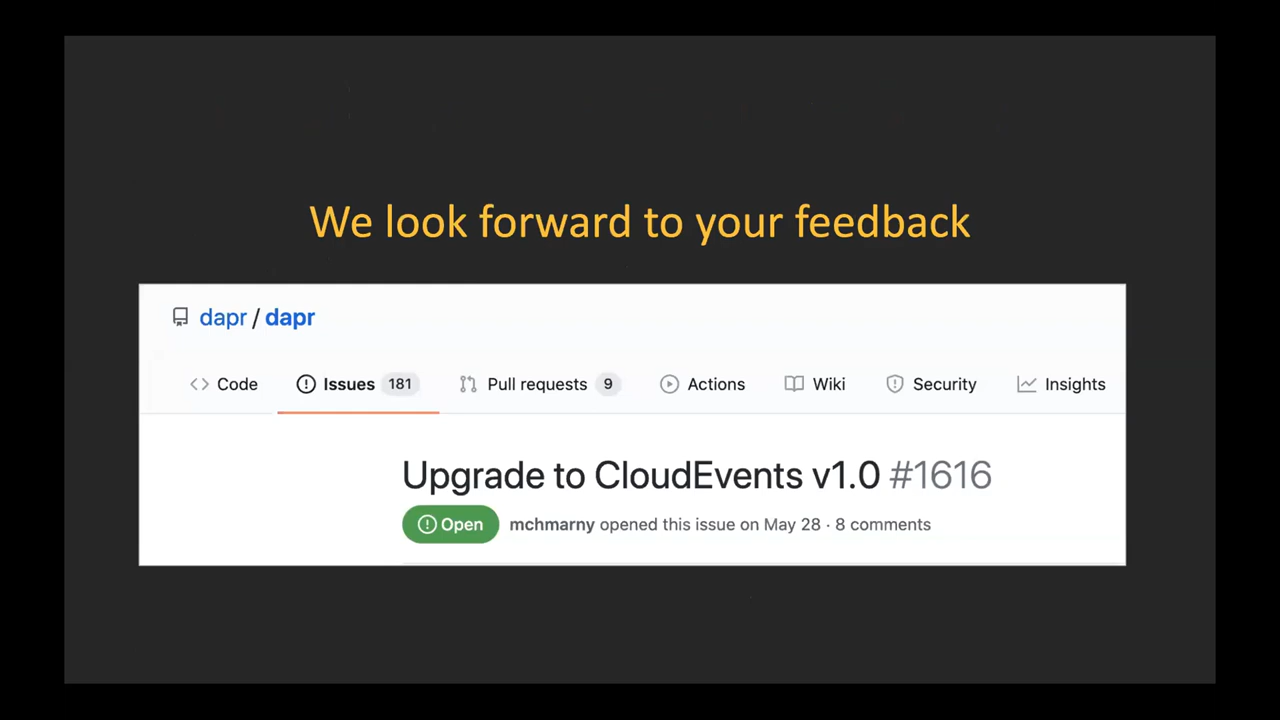 We look forward to your feedback
dapr / dapr
Code Issues 181 Pull requests 9 Actions Wiki Security Insights
Upgrade to CloudEvents v1.0 #1616
Open mchmarny opened this issue on May 28 · 8 comments